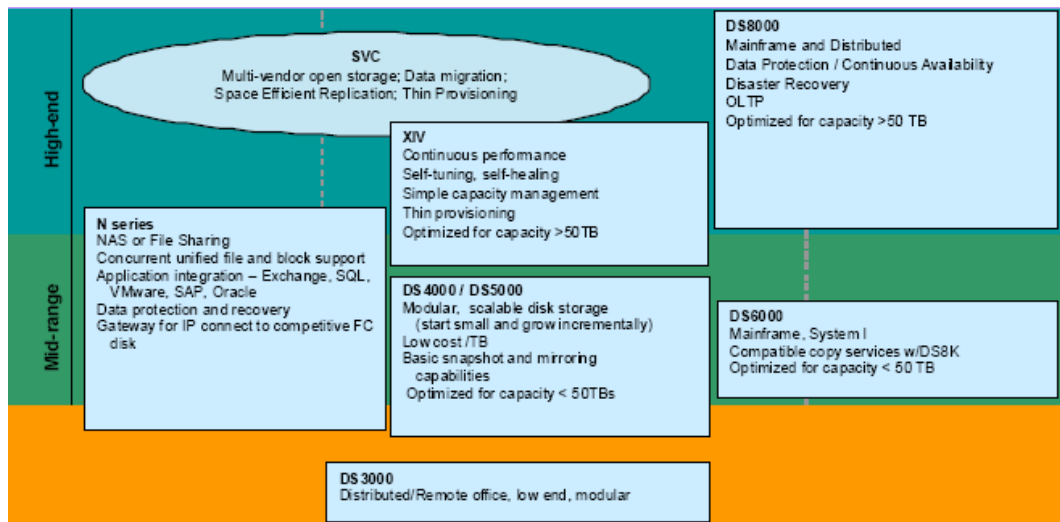 High-end
SVC
Multi-vendor open storage; Data migration;
Space Efficient Replication; Thin Provisioning
DS8000
Mainframe and Distributed
Data Protection / Continuous Availability
Disaster Recovery
OLTP
Optimized for capacity >50 TB
XIV
Continuous performance
Self-tuning, self-healing
Simple capacity management
Thin provisioning
Optimized for capacity >50TB
Mid-range
N series
NAS or File Sharing
Concurrent unified file and block support
Application integration – Exchange, SQL,
VMware, SAP, Oracle
Data protection and recovery
Gateway for IP connect to competitive FC
disk
DS4000 / DS5000
Modular, scalable disk storage
(start small and grow incrementally)
Low cost /TB
Basic snapshot and mirroring
capabilities
Optimized for capacity < 50TBs
DS6000
Mainframe, System I
Compatible copy services w/DS8K
Optimized for capacity < 50 TB
DS3000
Distributed/Remote office, low end, modular